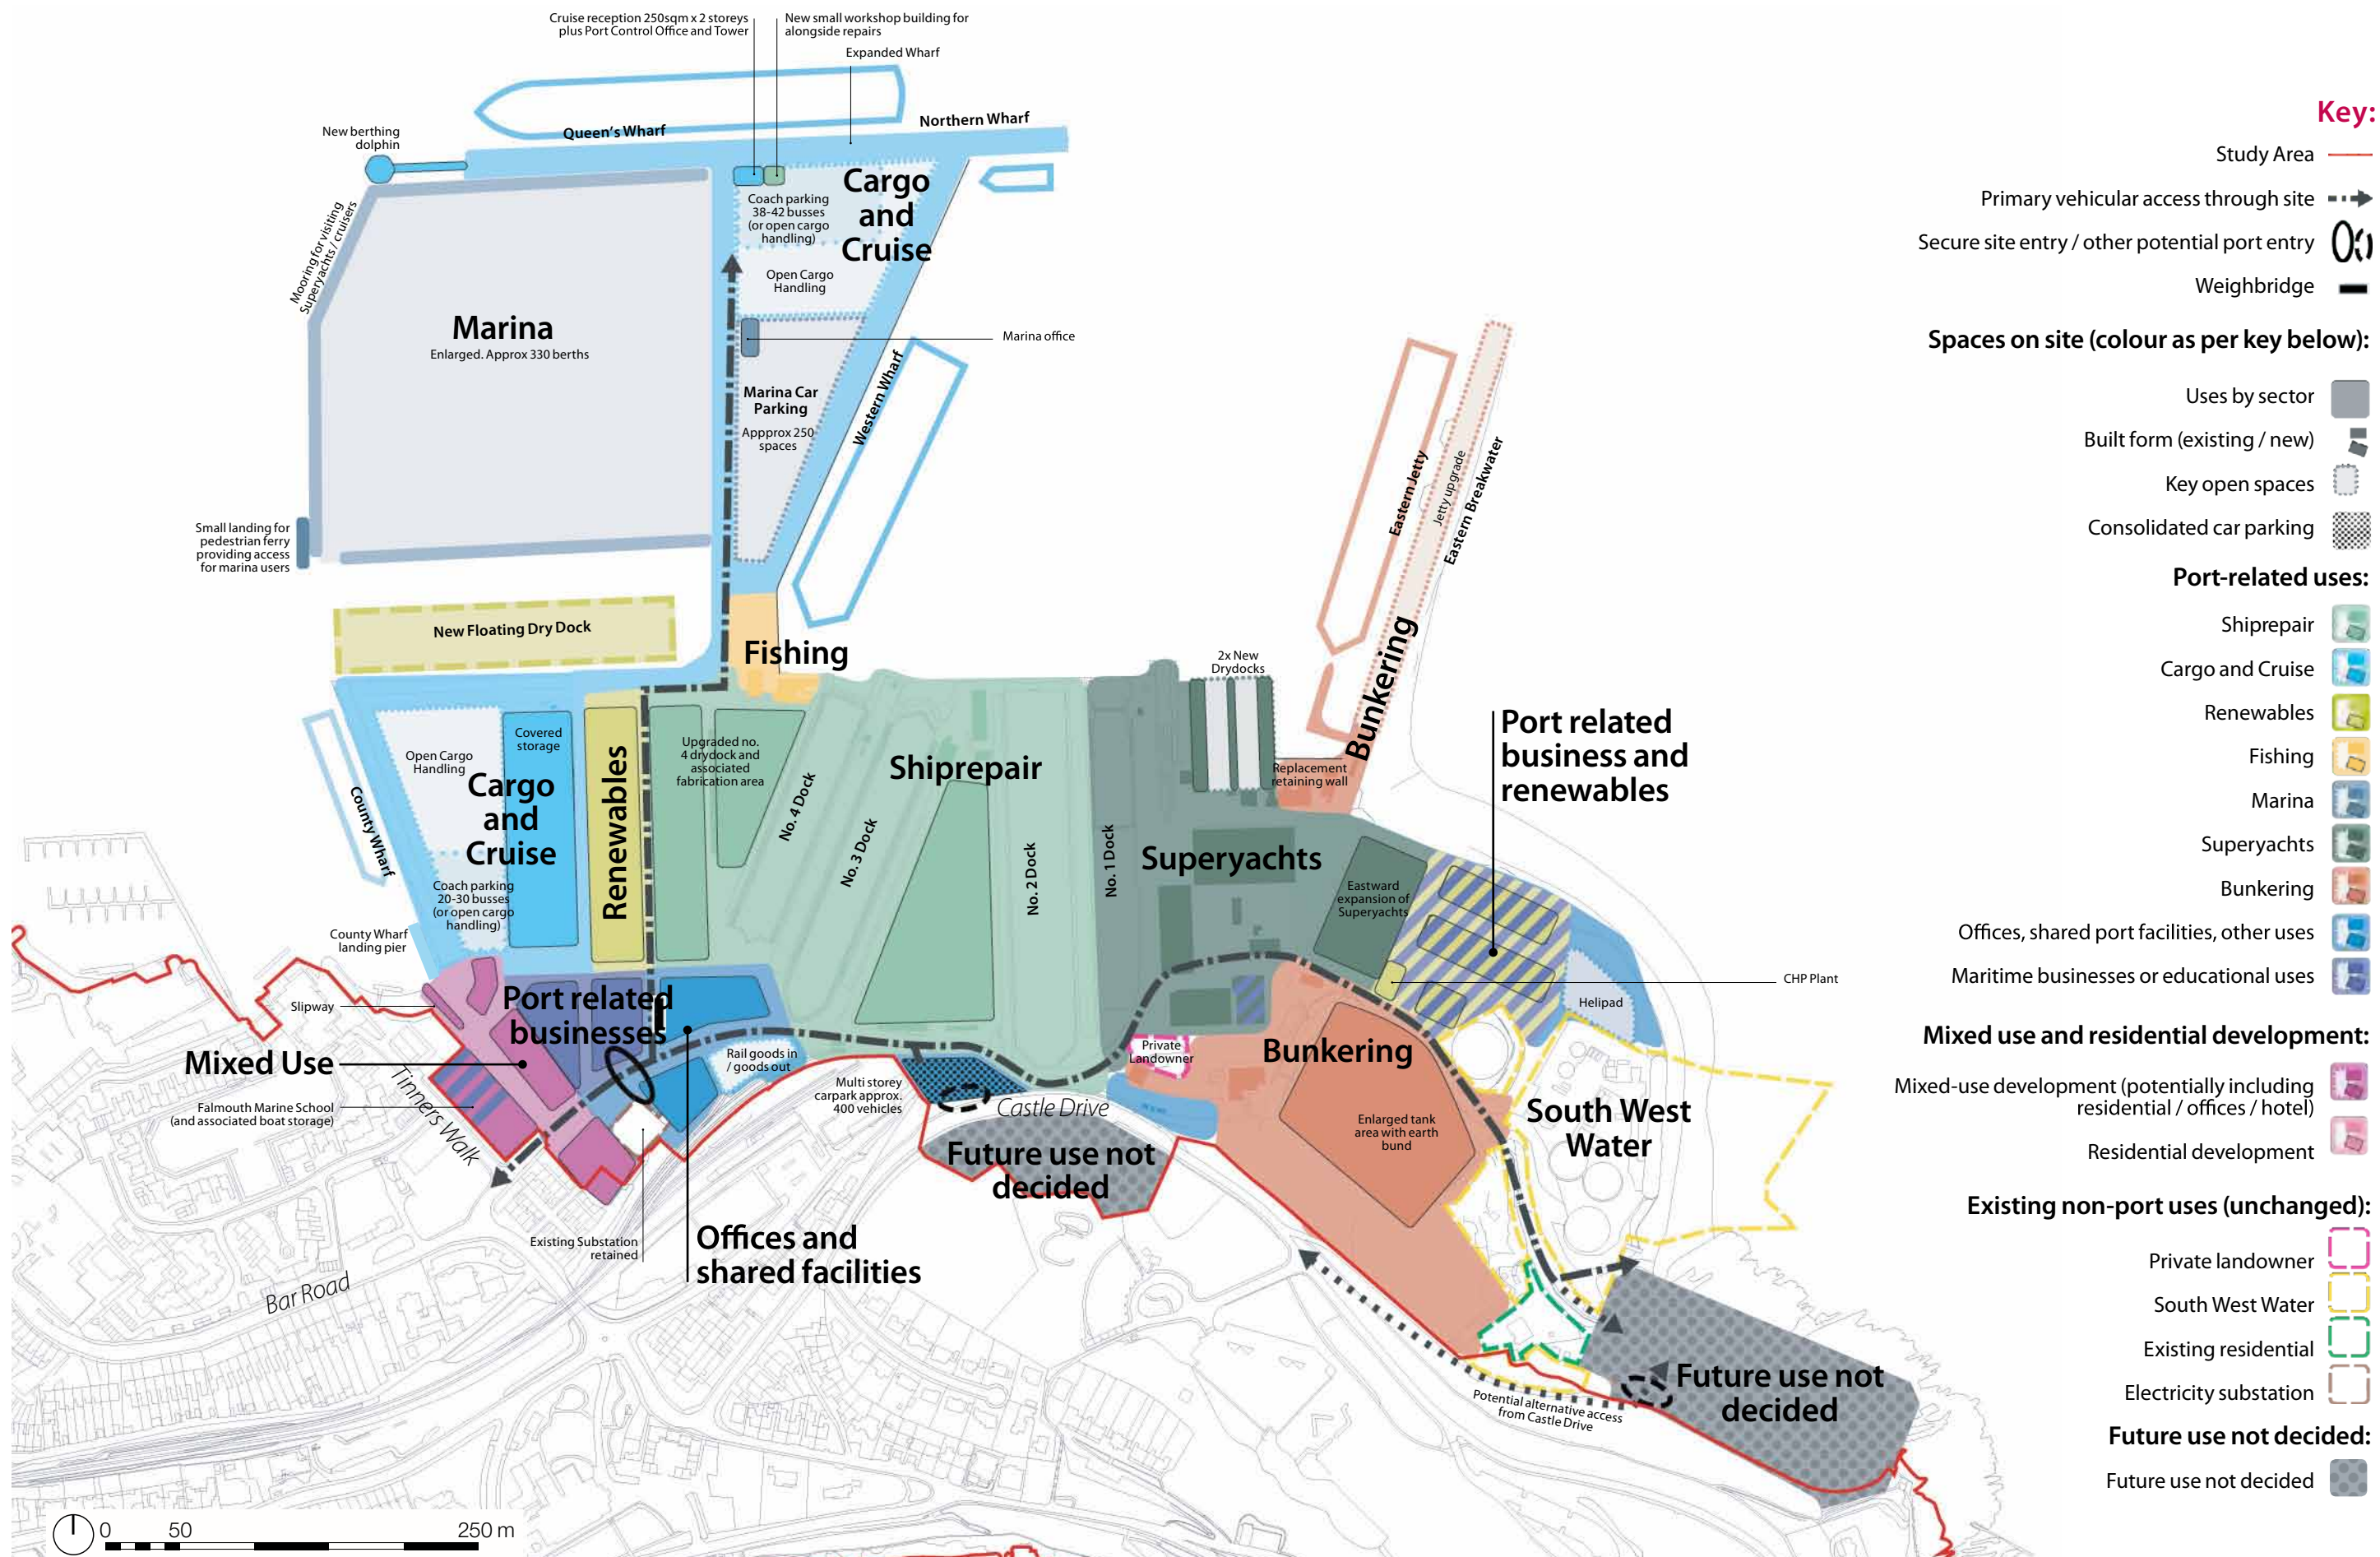 Cruise reception 250sqm x 2 storeys
plus Port Control Office and Tower
New small workshop building for
alongside repairs
Expanded Wharf
Queen's Wharf
Northern Wharf
New berthing
dolphin
Mooring for visiting
Superyachts / cruisers
Cargo
and
Cruise
Coach parking
38-42 busses
(or open cargo
handling)
Open Cargo
Handling
Marina
Enlarged. Approx 330 berths
Marina office
Marina Car
Parking
Appprox 250
spaces
Western Wharf
Small landing for
pedestrian ferry
providing access
for marina users
Eastern Jetty
Jetty upgrade
Eastern Breakwater
New Floating Dry Dock
Fishing
2x New
Drydocks
Bunkering
Replacement
retaining wall
Port related
business and
renewables
Open Cargo
Handling
Covered
storage
Cargo
and
Cruise
County Wharf
Coach parking
20-30 busses
(or open cargo
handling)
County Wharf
landing pier
Renewables
Upgraded no.
4 drydock and
associated
fabrication area
No. 4 Dock
Shiprepair
No. 3 Dock
No. 2 Dock
No. 1 Dock
Superyachts
Eastward
expansion of
Superyachts
CHP Plant
Helipad
Slipway
Port related
businesses
Mixed Use
Tinners Walk
Falmouth Marine School
(and associated boat storage)
Rail goods in
/ goods out
Multi storey
carpark approx.
400 vehicles
Castle Drive
Private
Landowner
Bunkering
Enlarged tank
area with earth
bund
South West
Water
Future use not
decided
Existing Substation
retained
Offices and
shared facilities
Bar Road
Potential alternative access
from Castle Drive
Future use not
decided
0 50 250 m
Key:
Study Area
Primary vehicular access through site
Secure site entry / other potential port entry
Weighbridge
Spaces on site (colour as per key below):
Uses by sector
Built form (existing / new)
Key open spaces
Consolidated car parking
Port-related uses:
Shiprepair
Cargo and Cruise
Renewables
Fishing
Marina
Superyachts
Bunkering
Offices, shared port facilities, other uses
Maritime businesses or educational uses
Mixed use and residential development:
Mixed-use development (potentially including
residential / offices / hotel)
Residential development
Existing non-port uses (unchanged):
Private landowner
South West Water
Existing residential
Electricity substation
Future use not decided:
Future use not decided